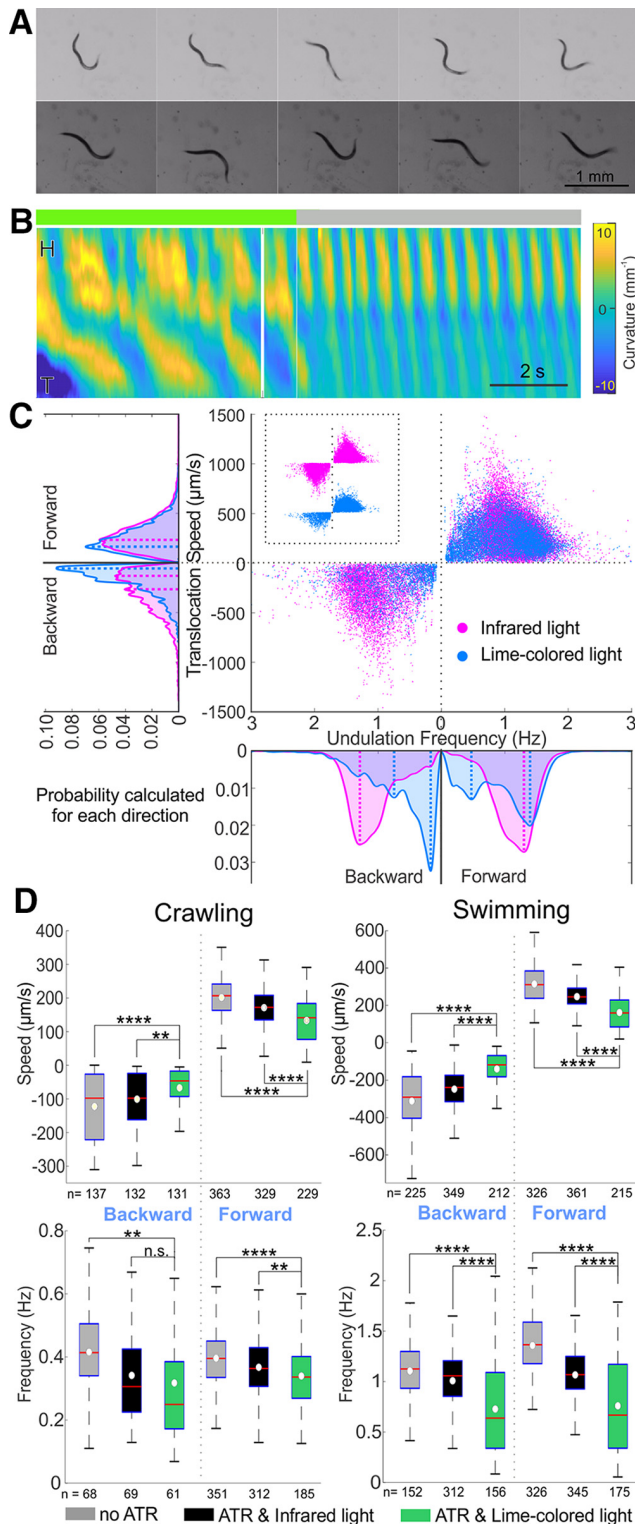 A
1 mm
B
H
T
2 s
10
0
-10
Curvature (mm⁻¹)
C
Forward
Backward
0.10
0.08
0.06
0.04
0.02
0
Translocation Speed (µm/s)
1500
1000
500
0
-500
-1000
-1500
Infrared light
Lime-colored light
3 2 1 0 1 2 3
Undulation Frequency (Hz)
Probability calculated
for each direction
0
0.01
0.02
0.03
Backward Forward
D
Crawling Swimming
Speed (µm/s)
400
300
200
100
0
-100
-200
-300
**** **
****
****
n= 137 132 131 363 329 229
Speed (µm/s)
600
400
200
0
-200
-400
-600
****
****
****
****
n= 225 349 212 326 361 215
Backward Forward Backward Forward
Frequency (Hz)
0.8
0.6
0.4
0.2
0
**
n.s.
****
**
n = 68 69 61 351 312 185
Frequency (Hz)
2.5
2
1.5
1
0.5
0
****
****
****
****
n= 152 312 156 326 345 175
no ATR ATR & Infrared light ATR & Lime-colored light